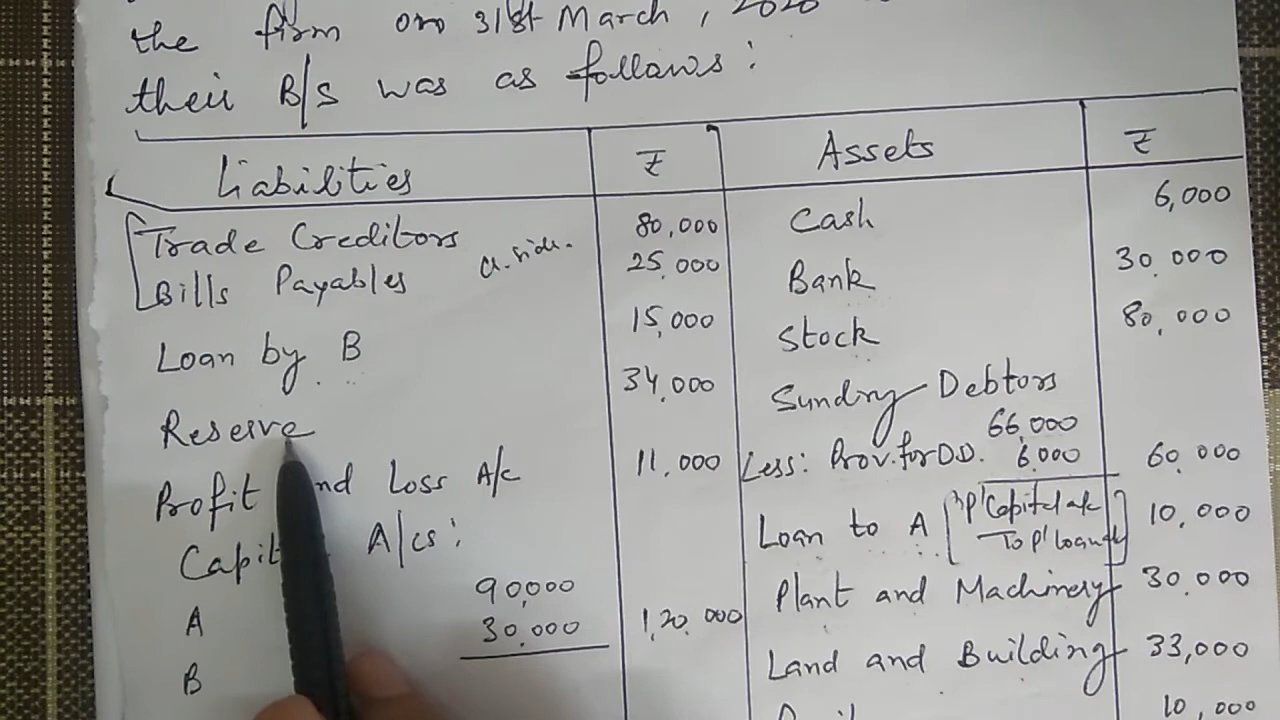 the firm on 31st March, 2020
their B/S was as follows:
Liabilities ₹ Assets ₹
Trade Creditors 80,000 Cash 6,000
Bills Payables 25,000 Bank 30,000
Loan by B 15,000 Stock 80,000
Reserve 34,000 Sundry Debtors
66,000
Profit and Loss A/c 11,000 Less: Prov. for D.D. 6,000 60,000
Capital A/cs: Loan to A P' Capital a/c To P' loan 10,000
A 90,000 Plant and Machinery 30,000
B 30,000 1,20,000 Land and Building 33,000
10,000